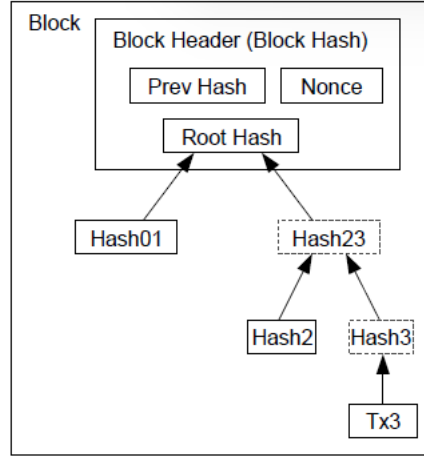 Block
Block Header (Block Hash)
Prev Hash
Nonce
Root Hash
Hash01
Hash23
Hash2
Hash3
Tx3